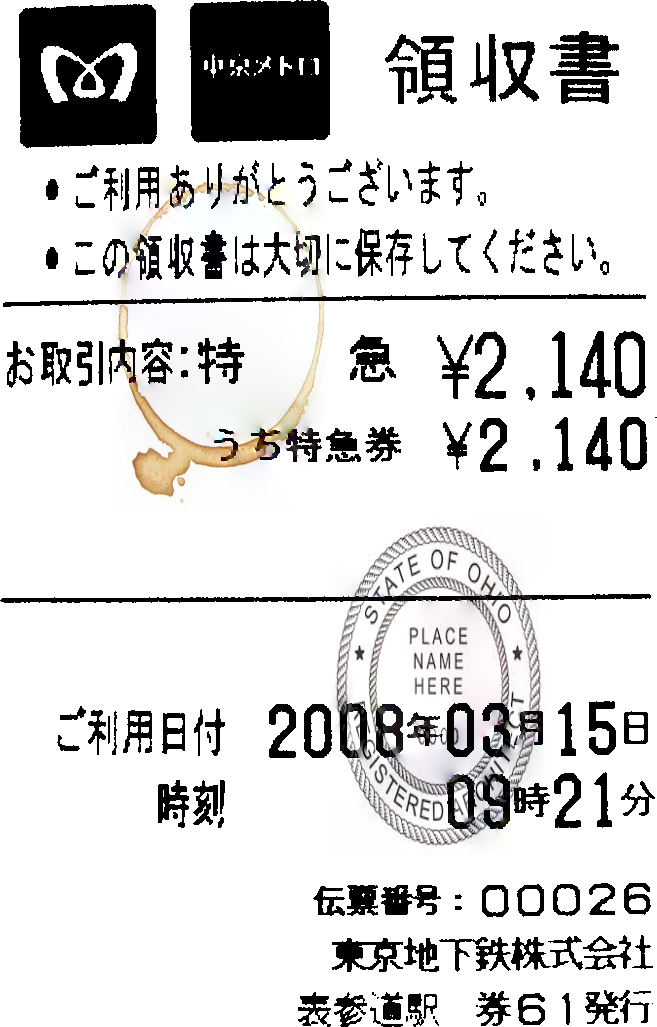 東京メトロ
領収書
•ご利用ありがとうございます。
•この領収書は大切に保存してください。
お取引内容:特 急 ¥2,140
うち特急券 ¥2,140
STATE OF OHIO
PLACE
NAME
HERE
REGISTERED ARCHITECT
ご利用日付 2008年03月15日
時刻 09時21分
伝票番号:00026
東京地下鉄株式会社
表参道駅 券61発行